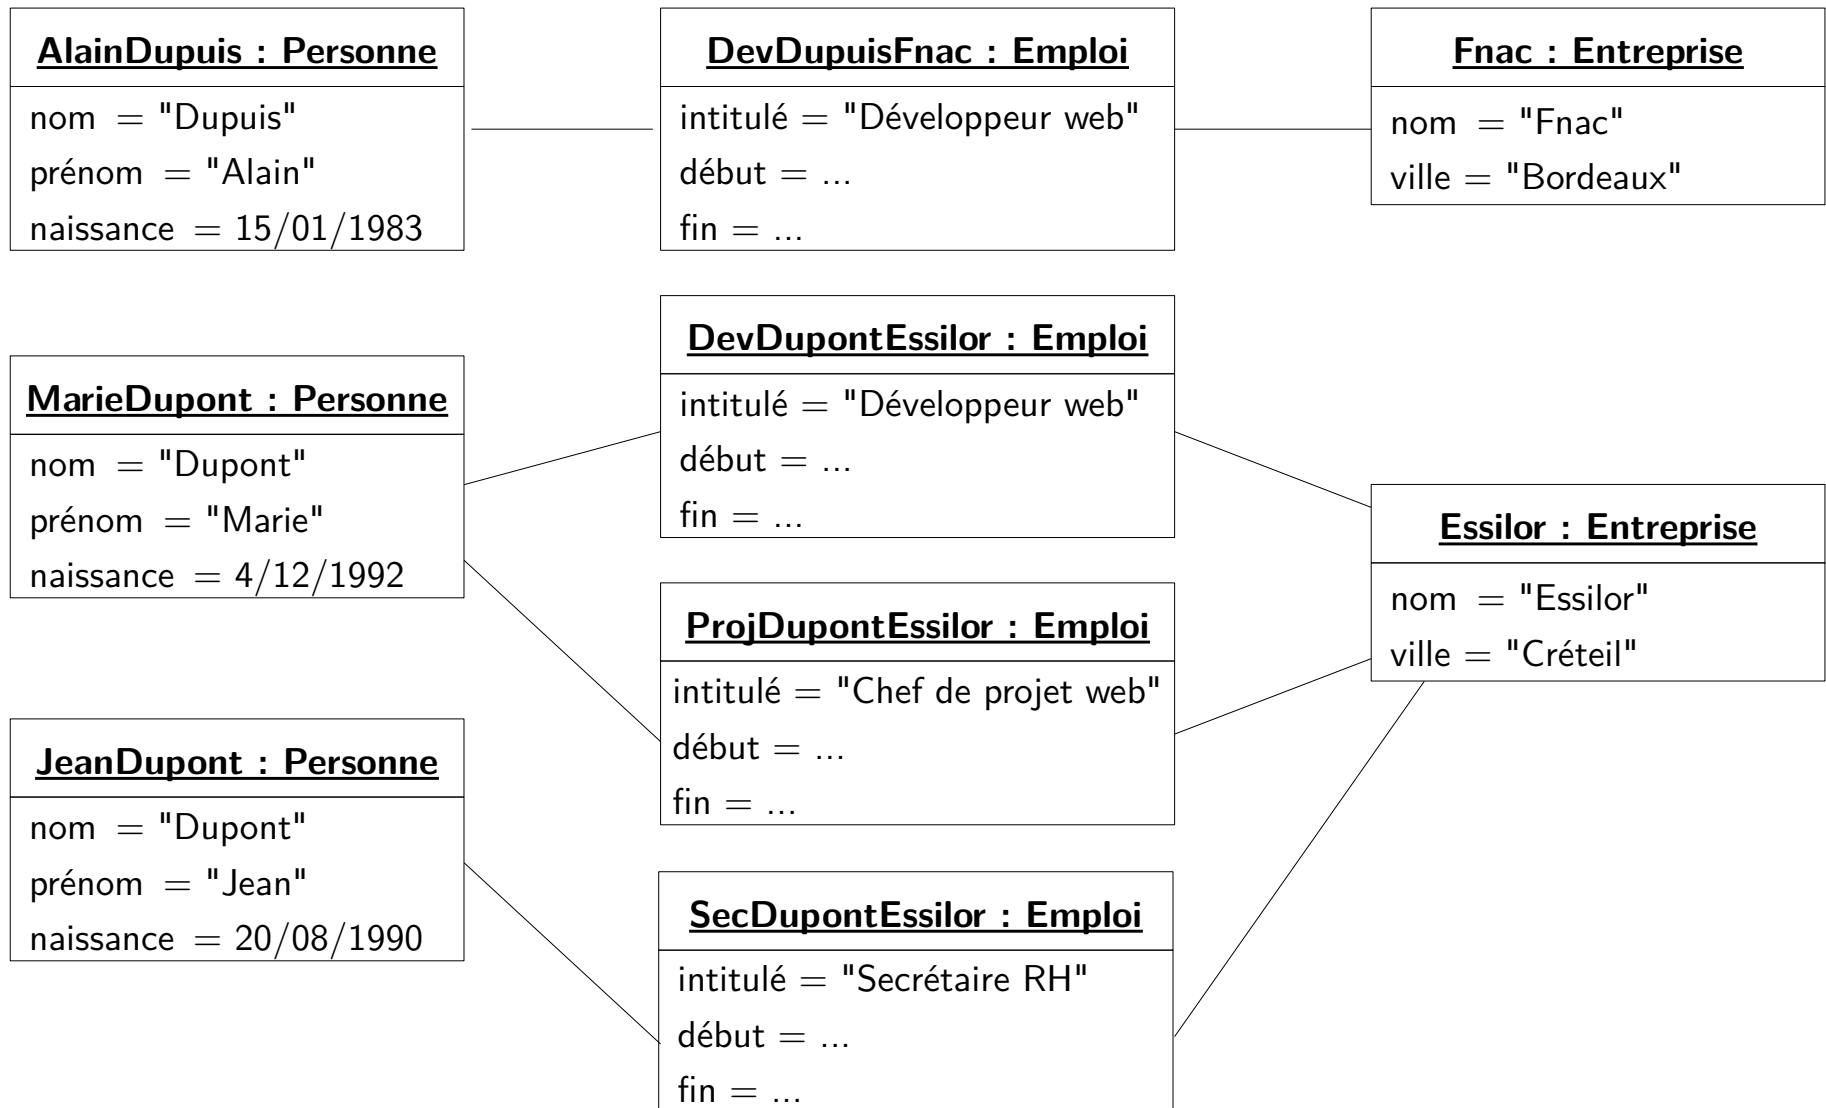 AlainDupuis : Personne
nom = "Dupuis"
prénom = "Alain"
naissance = 15/01/1983
DevDupuisFnac : Emploi
intitulé = "Développeur web"
début = ...
fin = ...
Fnac : Entreprise
nom = "Fnac"
ville = "Bordeaux"
MarieDupont : Personne
nom = "Dupont"
prénom = "Marie"
naissance = 4/12/1992
DevDupontEssilor : Emploi
intitulé = "Développeur web"
début = ...
fin = ...
Essilor : Entreprise
nom = "Essilor"
ville = "Créteil"
ProjDupontEssilor : Emploi
intitulé = "Chef de projet web"
début = ...
fin = ...
JeanDupont : Personne
nom = "Dupont"
prénom = "Jean"
naissance = 20/08/1990
SecDupontEssilor : Emploi
intitulé = "Secrétaire RH"
début = ...
fin = ...